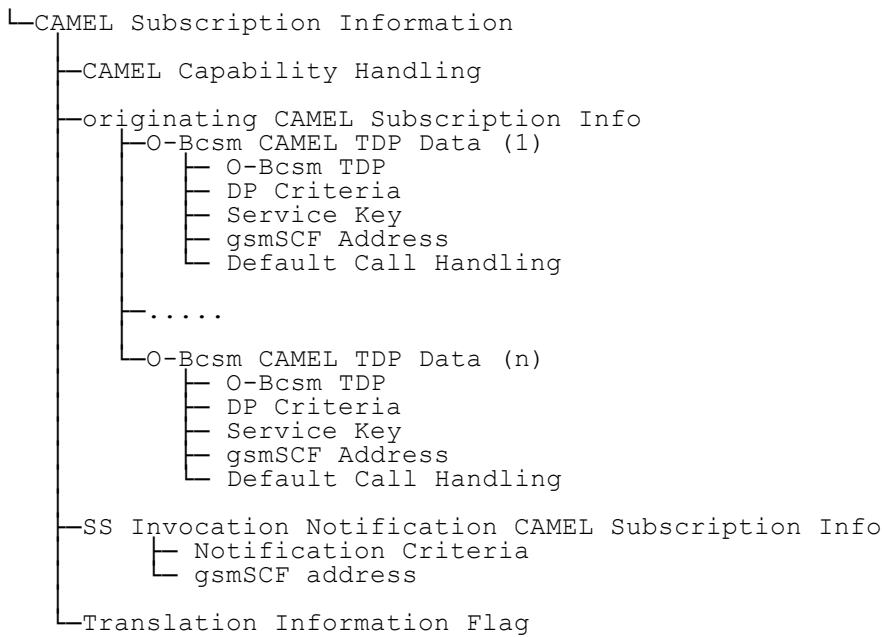 CAMEL Subscription Information
CAMEL Capability Handling
originating CAMEL Subscription Info
O-Bcsm CAMEL TDP Data (1)
O-Bcsm TDP
DP Criteria
Service Key
gsmSCF Address
Default Call Handling
.....
O-Bcsm CAMEL TDP Data (n)
O-Bcsm TDP
DP Criteria
Service Key
gsmSCF Address
Default Call Handling
SS Invocation Notification CAMEL Subscription Info
Notification Criteria
gsmSCF address
Translation Information Flag